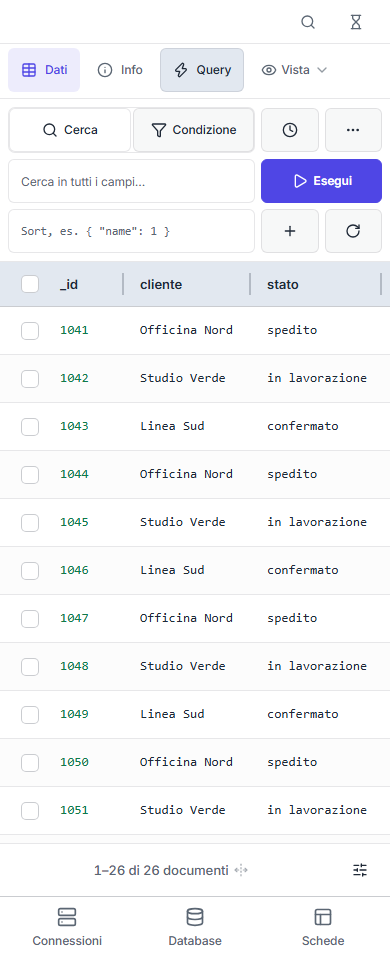 Dati Info Query Vista
Cerca Condizione
Cerca in tutti i campi... Esegui
Sort, es. { "name": 1 }
_id cliente stato
1041 Officina Nord spedito
1042 Studio Verde in lavorazione
1043 Linea Sud confermato
1044 Officina Nord spedito
1045 Studio Verde in lavorazione
1046 Linea Sud confermato
1047 Officina Nord spedito
1048 Studio Verde in lavorazione
1049 Linea Sud confermato
1050 Officina Nord spedito
1051 Studio Verde in lavorazione
1–26 di 26 documenti
Connessioni Database Schede